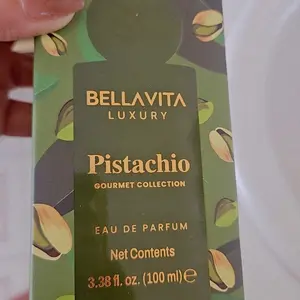 BELLAVITA
LUXURY
Pistachio
GOURMET COLLECTION
EAU DE PARFUM
Net Contents
3.38 fl. oz. (100 ml) ℮